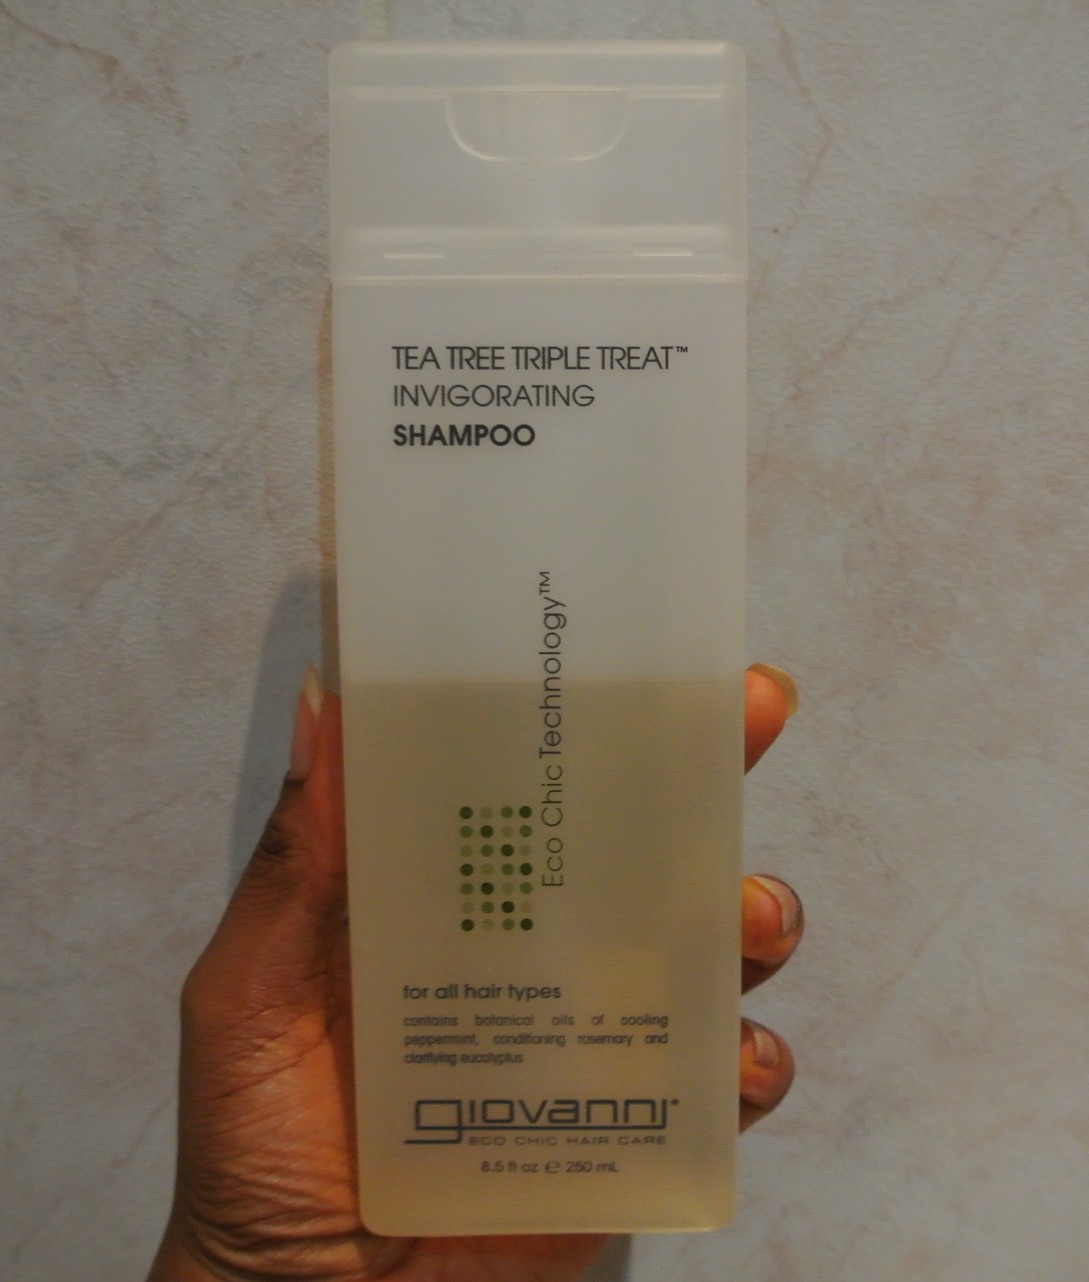 TEA TREE TRIPLE TREAT™
INVIGORATING
SHAMPOO
Eco Chic Technology™
for all hair types
contains botanical oils of cooling
peppermint, conditioning rosemary and
clarifying eucalyptus
giovanni®
ECO CHIC HAIR CARE
8.5 fl oz ℮ 250 mL